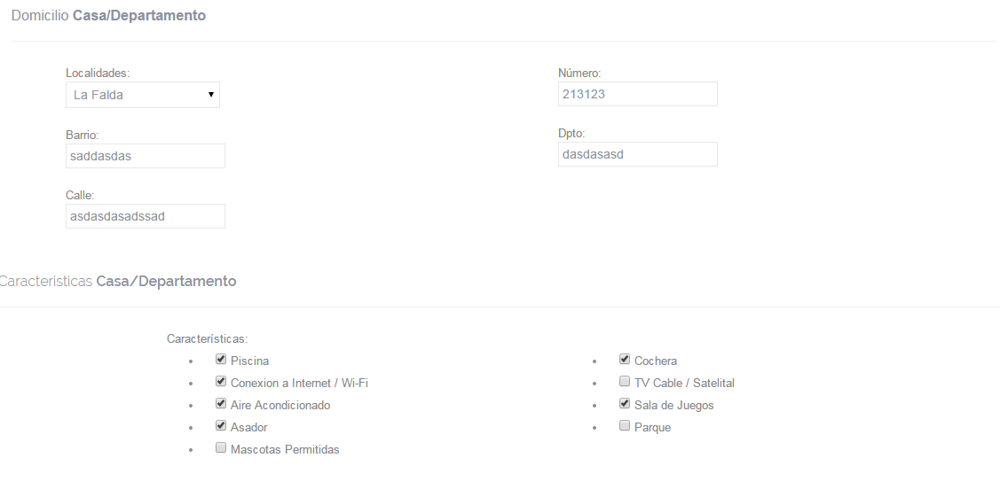 Domicilio Casa/Departamento
Localidades:
La Falda
Barrio:
saddasdas
Calle:
asdasdasadssad
Número:
213123
Dpto:
dasdasasd
Caracteristicas Casa/Departamento
Características:
Piscina
Conexion a Internet / Wi-Fi
Aire Acondicionado
Asador
Mascotas Permitidas
Cochera
TV Cable / Satelital
Sala de Juegos
Parque